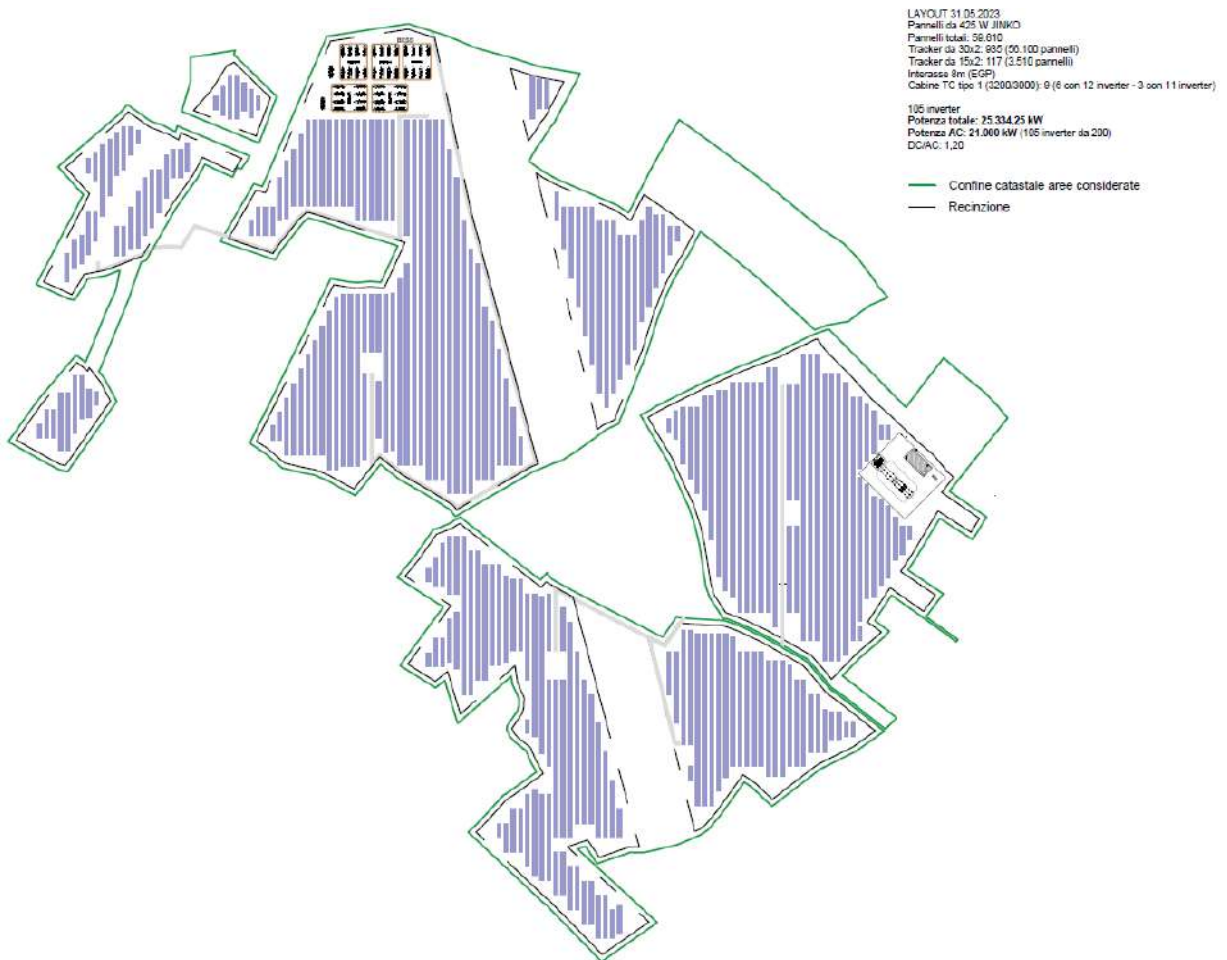 LAYOUT 31.05.2023
Pannelli da 425 W JINKO
Pannelli totali: 59.610
Tracker da 30x2: 935 (56.100 pannelli)
Tracker da 15x2: 117 (3.510 pannelli)
Interasse 8m (EGP)
Cabine TC tipo 1 (3200/3000): 9 (6 con 12 inverter - 3 con 11 inverter)
105 inverter
Potenza totale: 25.334,25 kW
Potenza AC: 21.000 kW (105 inverter da 200)
DC/AC: 1,20
Confine catastale aree considerate
Recinzione
BESS